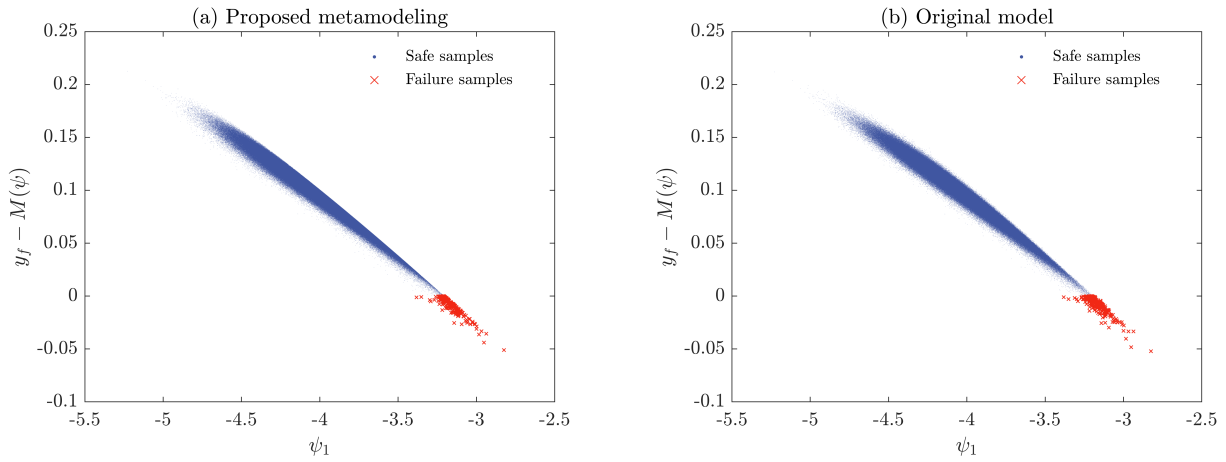 (a) Proposed metamodeling
0.25
0.2
0.15
0.1
0.05
0
-0.05
-0.1
-5.5 -5 -4.5 -4 -3.5 -3 -2.5
y_f − M(ψ)
ψ_1
Safe samples
Failure samples
(b) Original model
0.25
0.2
0.15
0.1
0.05
0
-0.05
-0.1
-5.5 -5 -4.5 -4 -3.5 -3 -2.5
y_f − M(ψ)
ψ_1
Safe samples
Failure samples